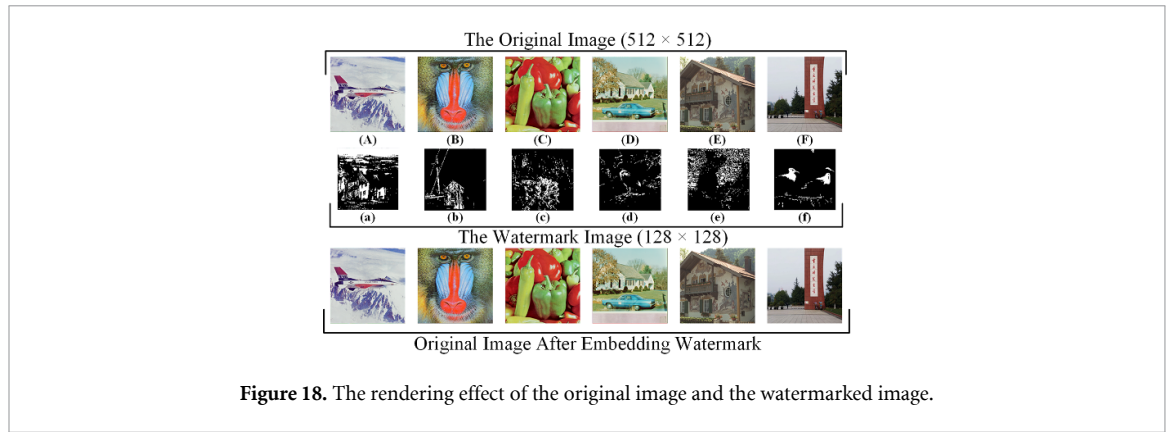 The Original Image (512 × 512)
(A) (B) (C) (D) (E) (F)
(a) (b) (c) (d) (e) (f)
The Watermark Image (128 × 128)
Original Image After Embedding Watermark
Figure 18. The rendering effect of the original image and the watermarked image.